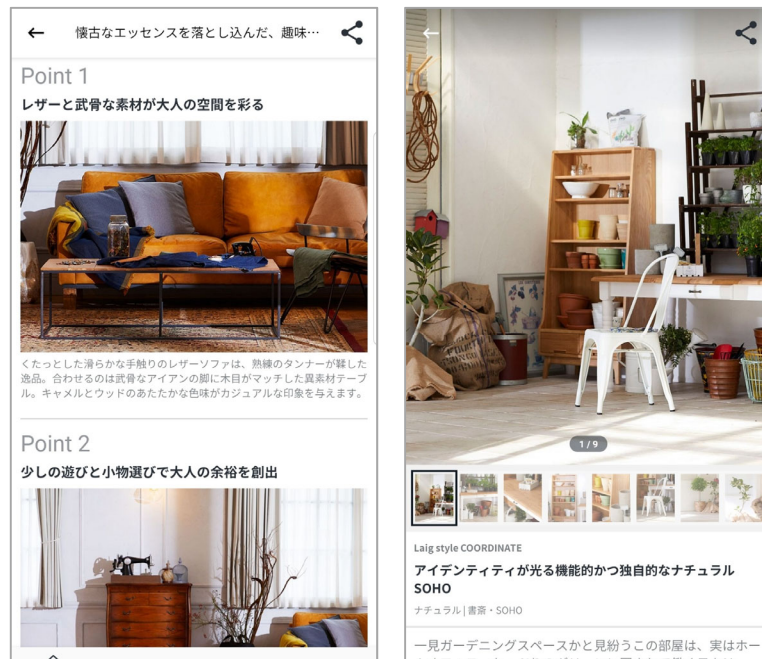 懐古なエッセンスを落とし込んだ、趣味…
Point 1
レザーと武骨な素材が大人の空間を彩る
くたっとした滑らかな手触りのレザーソファは、熟練のタンナーが鞣した
逸品。合わせるのは武骨なアイアンの脚に木目がマッチした異素材テーブ
ル。キャメルとウッドのあたたかな色味がカジュアルな印象を与えます。
Point 2
少しの遊びと小物選びで大人の余裕を創出
1 / 9
Laig style COORDINATE
アイデンティティが光る機能的かつ独自的なナチュラル
SOHO
ナチュラル | 書斎・SOHO
一見ガーデニングスペースかと見紛うこの部屋は、実はホー